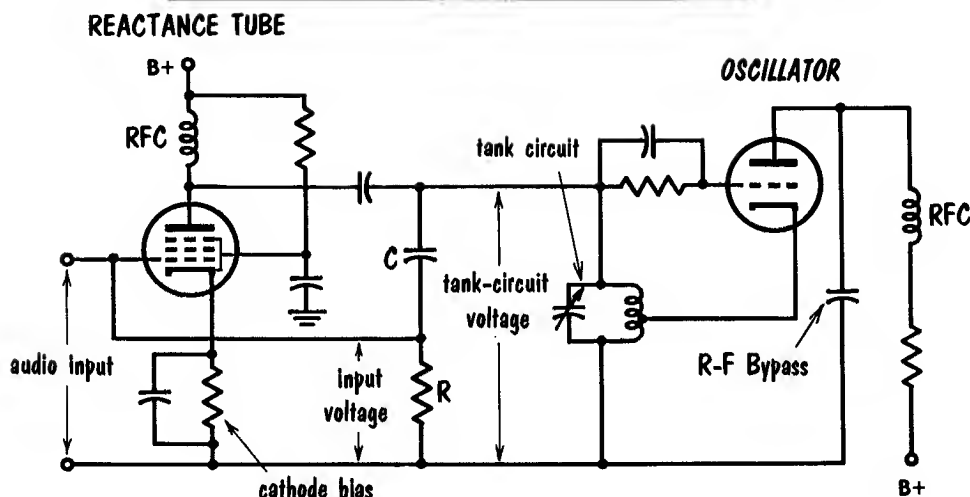 REACTANCE TUBE
B+
OSCILLATOR
RFC
tank circuit
RFC
C
tank-circuit
voltage
audio input
input
voltage
R
R-F Bypass
cathode bias
B+